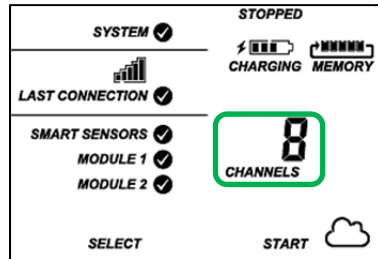 STOPPED
SYSTEM
CHARGING MEMORY
LAST CONNECTION
SMART SENSORS
MODULE 1
MODULE 2
8
CHANNELS
SELECT START